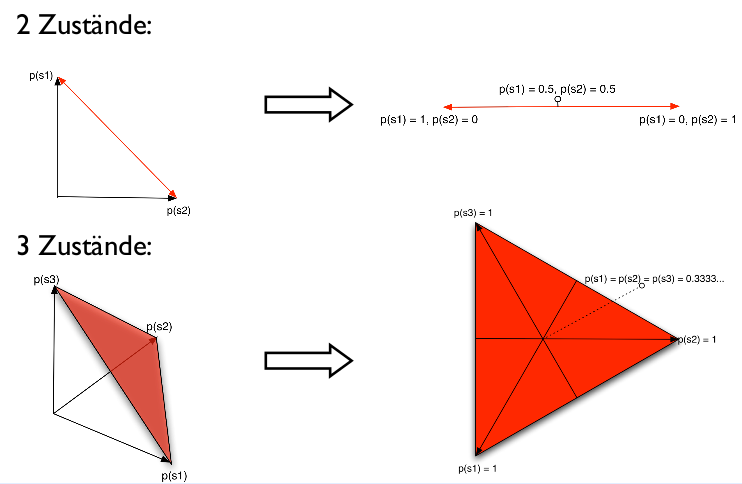 2 Zustände:
p(s1)
p(s2)
p(s1) = 0.5, p(s2) = 0.5
p(s1) = 1, p(s2) = 0
p(s1) = 0, p(s2) = 1
3 Zustände:
p(s3)
p(s2)
p(s1)
p(s3) = 1
p(s1) = p(s2) = p(s3) = 0.3333...
p(s2) = 1
p(s1) = 1